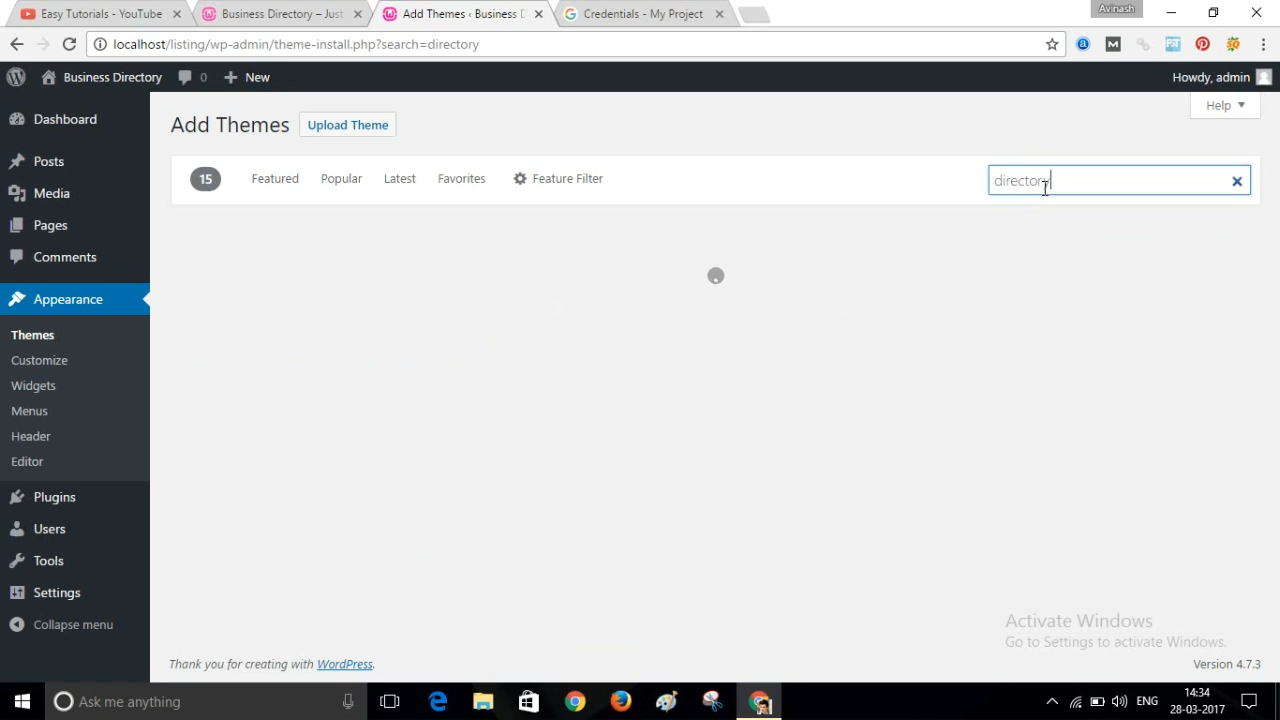 Easy Tutorials - YouTube
Business Directory – Just
Add Themes ‹ Business D
Credentials - My Project
Avinash
localhost/listing/wp-admin/theme-install.php?search=directory
Business Directory
0
New
Howdy, admin
Dashboard
Posts
Media
Pages
Comments
Appearance
Themes
Customize
Widgets
Menus
Header
Editor
Plugins
Users
Tools
Settings
Collapse menu
Help
Add Themes
Upload Theme
15
Featured
Popular
Latest
Favorites
Feature Filter
directory
Activate Windows
Go to Settings to activate Windows.
Thank you for creating with WordPress.
Version 4.7.3
Ask me anything
ENG
14:34
28-03-2017